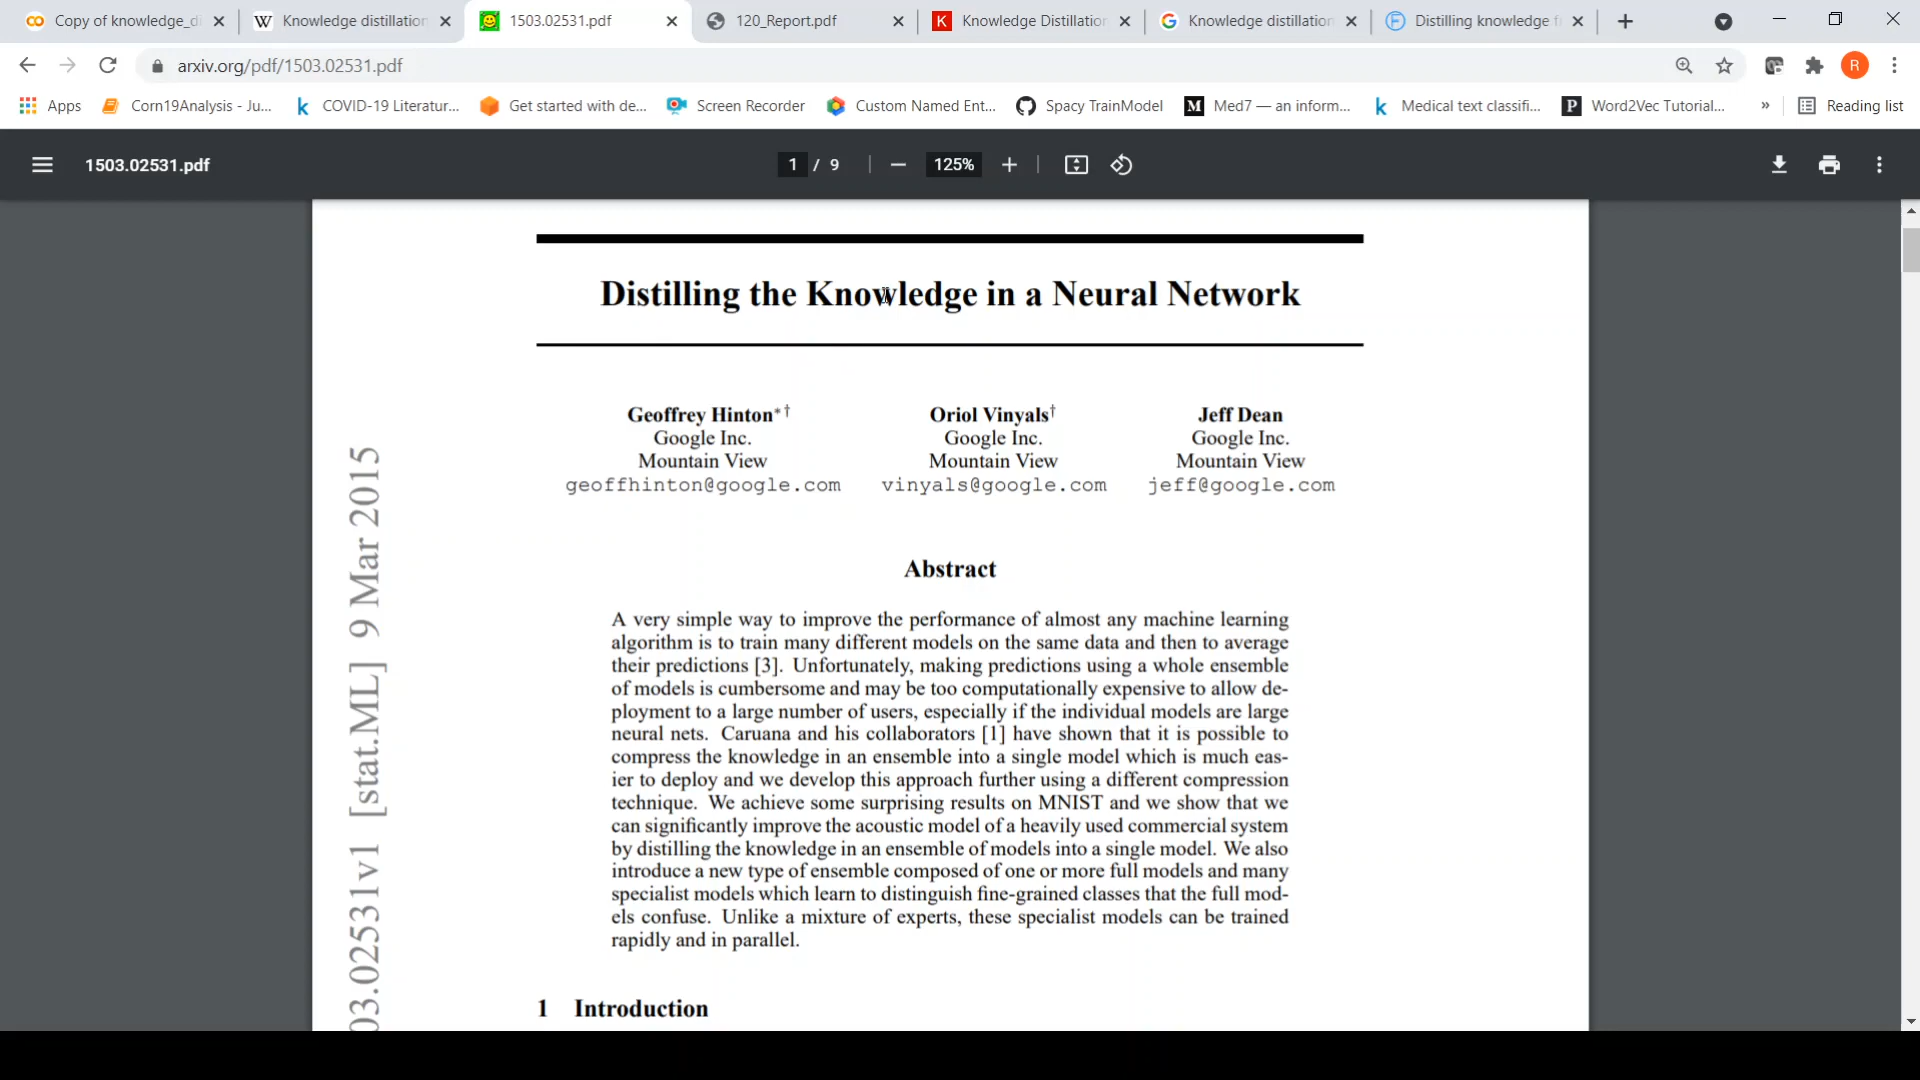 Copy of knowledge_di
Knowledge distillation
1503.02531.pdf
120_Report.pdf
Knowledge Distillation
Knowledge distillation
Distilling knowledge f
arxiv.org/pdf/1503.02531.pdf
R
Apps
Corn19Analysis - Ju...
COVID-19 Literatur...
Get started with de...
Screen Recorder
Custom Named Ent...
Spacy TrainModel
Med7 — an inform...
Medical text classifi...
Word2Vec Tutorial...
»
Reading list
1503.02531.pdf
1 / 9
125%
Distilling the Knowledge in a Neural Network
Geoffrey Hinton*†
Google Inc.
Mountain View
geoffhinton@google.com
Oriol Vinyals†
Google Inc.
Mountain View
vinyals@google.com
Jeff Dean
Google Inc.
Mountain View
jeff@google.com
Abstract
A very simple way to improve the performance of almost any machine learning
algorithm is to train many different models on the same data and then to average
their predictions [3]. Unfortunately, making predictions using a whole ensemble
of models is cumbersome and may be too computationally expensive to allow de-
ployment to a large number of users, especially if the individual models are large
neural nets. Caruana and his collaborators [1] have shown that it is possible to
compress the knowledge in an ensemble into a single model which is much eas-
ier to deploy and we develop this approach further using a different compression
technique. We achieve some surprising results on MNIST and we show that we
can significantly improve the acoustic model of a heavily used commercial system
by distilling the knowledge in an ensemble of models into a single model. We also
introduce a new type of ensemble composed of one or more full models and many
specialist models which learn to distinguish fine-grained classes that the full mod-
els confuse. Unlike a mixture of experts, these specialist models can be trained
rapidly and in parallel.
1 Introduction
03.02531v1 [stat.ML] 9 Mar 2015